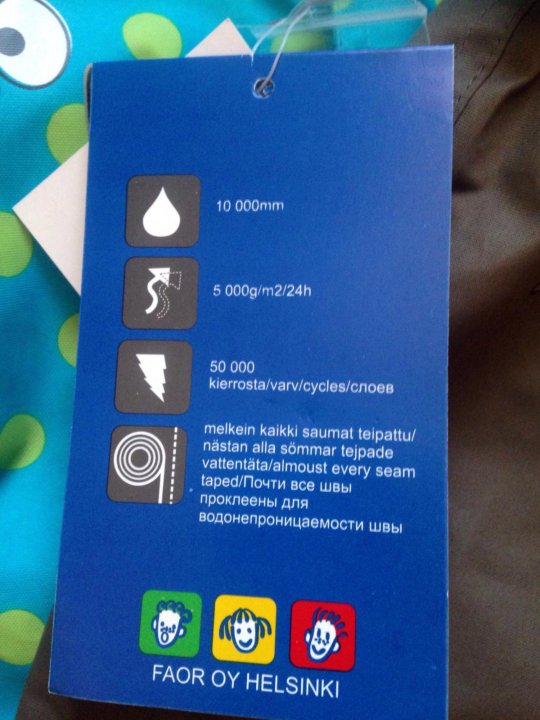 10 000mm
5 000g/m2/24h
50 000
kierrosta/varv/cycles/слоев
melkein kaikki saumat teipattu/
nästan alla sömmar tejpade
vattentäta/almoust every seam
taped/Почти все швы
проклеены для
водонепроницаемости швы
FAOR OY HELSINKI